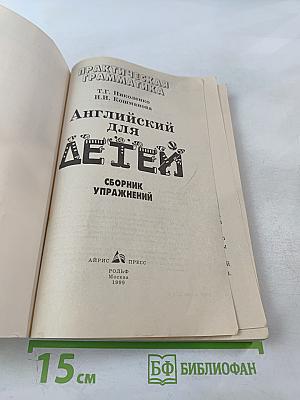 ПРАКТИЧЕСКАЯ
ГРАММАТИКА
Т.Г. Николенко
И.И. Кошманова
Английский
для
ДЕТЕЙ
СБОРНИК
УПРАЖНЕНИЙ
АЙРИС ПРЕСС
РОЛЬФ
Москва
1999
15 см
БФ БИБЛИОФАН